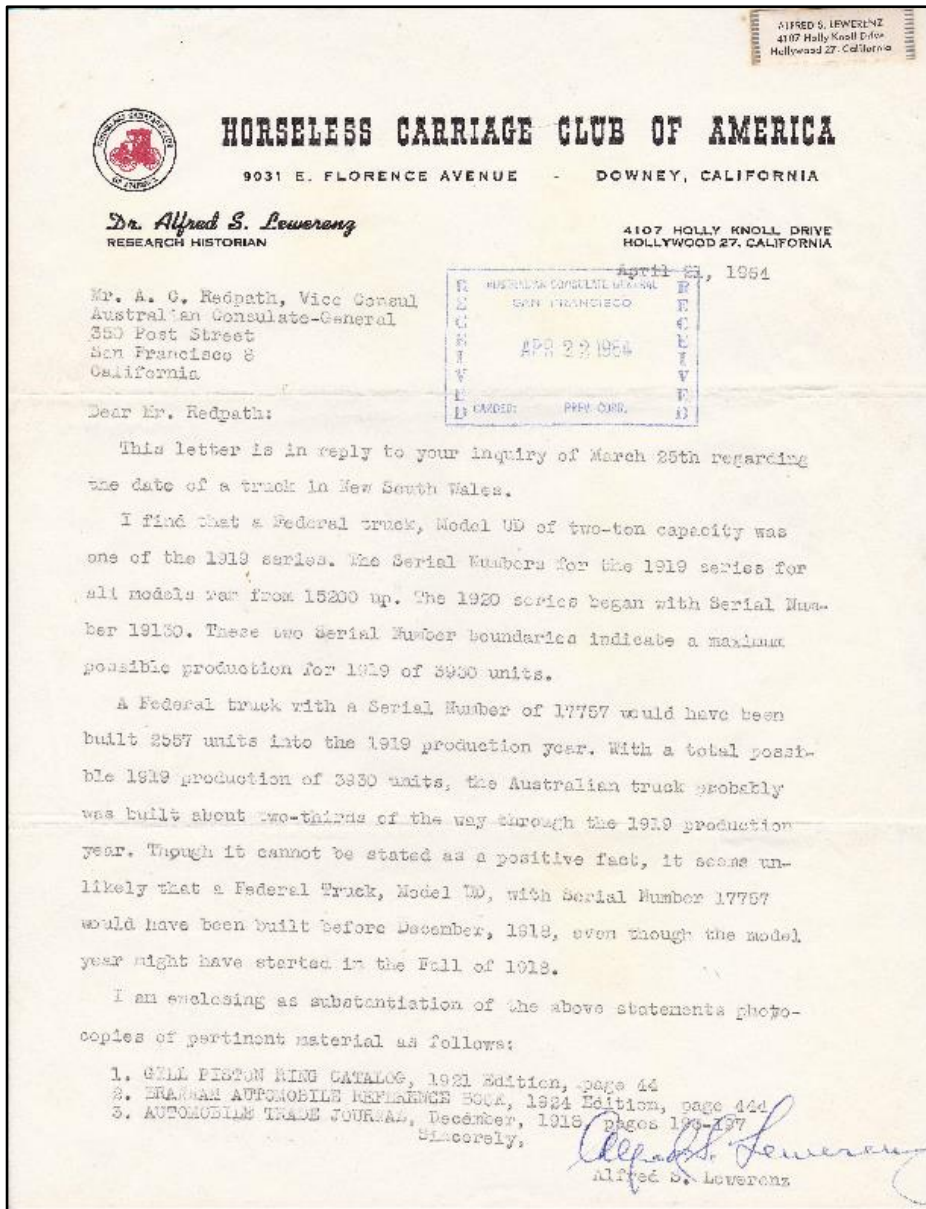 ALFRED S. LEWERENZ
4107 Holly Knoll Drive
Hollywood 27, California
HORSELESS CARRIAGE CLUB OF AMERICA
9031 E. FLORENCE AVENUE - DOWNEY, CALIFORNIA
Dr. Alfred S. Lewerenz
RESEARCH HISTORIAN
4107 HOLLY KNOLL DRIVE
HOLLYWOOD 27, CALIFORNIA
April 21, 1964
AUSTRALIAN CONSULATE GENERAL
SAN FRANCISCO
RECEIVED
APR 22 1964
RECEIVED
CARDED: PREV. CORR.
Mr. A. G. Redpath, Vice Consul
Australian Consulate-General
350 Post Street
San Francisco 8
California
Dear Mr. Redpath:
This letter is in reply to your inquiry of March 25th regarding
the date of a truck in New South Wales.
I find that a Federal truck, Model UD of two-ton capacity was
one of the 1919 series. The Serial Numbers for the 1919 series for
all models ran from 15200 up. The 1920 series began with Serial Num-
ber 19130. These two Serial Number boundaries indicate a maximum
possible production for 1919 of 3930 units.
A Federal truck with a Serial Number of 17757 would have been
built 2557 units into the 1919 production year. With a total possi-
ble 1919 production of 3930 units, the Australian truck probably
was built about two-thirds of the way through the 1919 production
year. Though it cannot be stated as a positive fact, it seems un-
likely that a Federal Truck, Model UD, with Serial Number 17757
would have been built before December, 1918, even though the model
year might have started in the Fall of 1918.
I am enclosing as substantiation of the above statements photo-
copies of pertinent material as follows:
1. GILL PISTON RING CATALOG, 1921 Edition, page 44
2. BRANHAM AUTOMOBILE REFERENCE BOOK, 1924 Edition, page 444
3. AUTOMOBILE TRADE JOURNAL, December, 1918, pages 196-197
Sincerely,
Alfred S. Lewerenz
Alfred S. Lewerenz